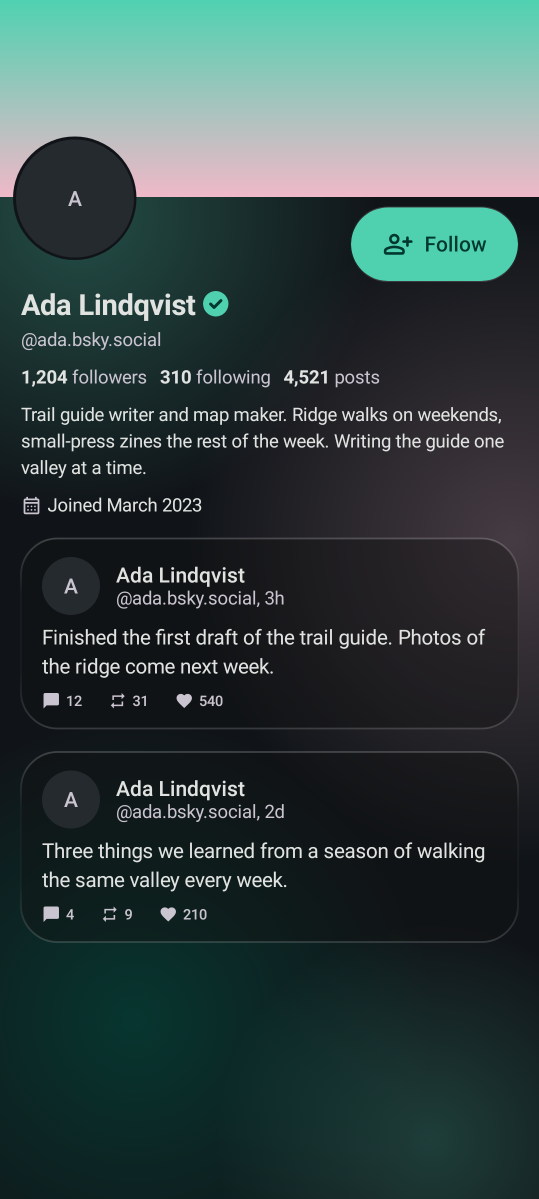 A
Follow
Ada Lindqvist
@ada.bsky.social
1,204 followers 310 following 4,521 posts
Trail guide writer and map maker. Ridge walks on weekends,
small-press zines the rest of the week. Writing the guide one
valley at a time.
Joined March 2023
A
Ada Lindqvist
@ada.bsky.social, 3h
Finished the first draft of the trail guide. Photos of
the ridge come next week.
12 31 540
A
Ada Lindqvist
@ada.bsky.social, 2d
Three things we learned from a season of walking
the same valley every week.
4 9 210